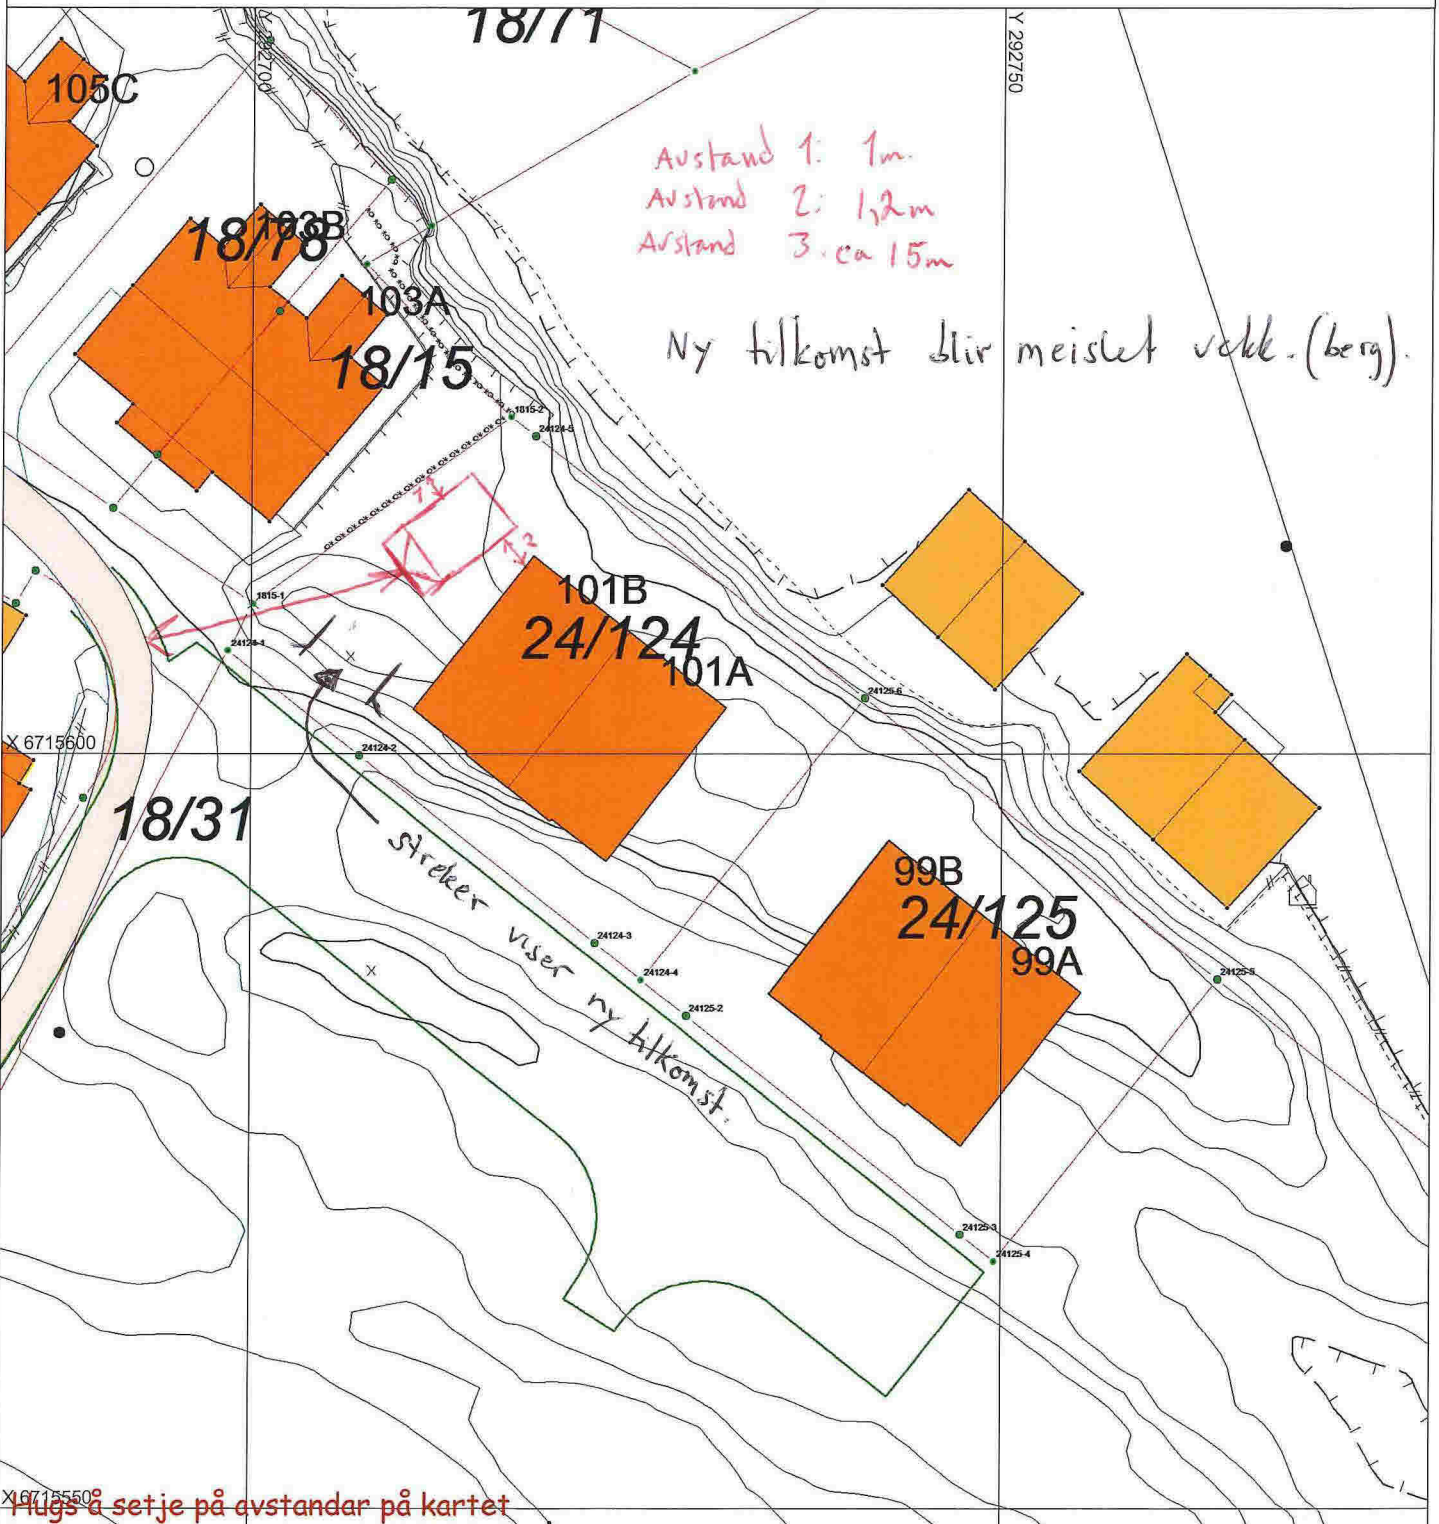 18/71
Y 292700
Y 292750
105C
Avstand 1: 1m.
Avstand 2: 1,2m
Avstand 3. ca 15m
103B
18/78
103A
18/15
Ny tilkomst blir meislet vekk. (berg).
1815-2
24124-5
1
2
101B
1815-1
24/124
24124-1
101A
24125-6
X 6715600
24124-2
18/31
99B
24/125
99A
streker viser ny tilkomst.
24124-3
24124-4
24125-5
24125-2
24125-3
24125-4
X 6715550
Hugs å setje på avstandar på kartet